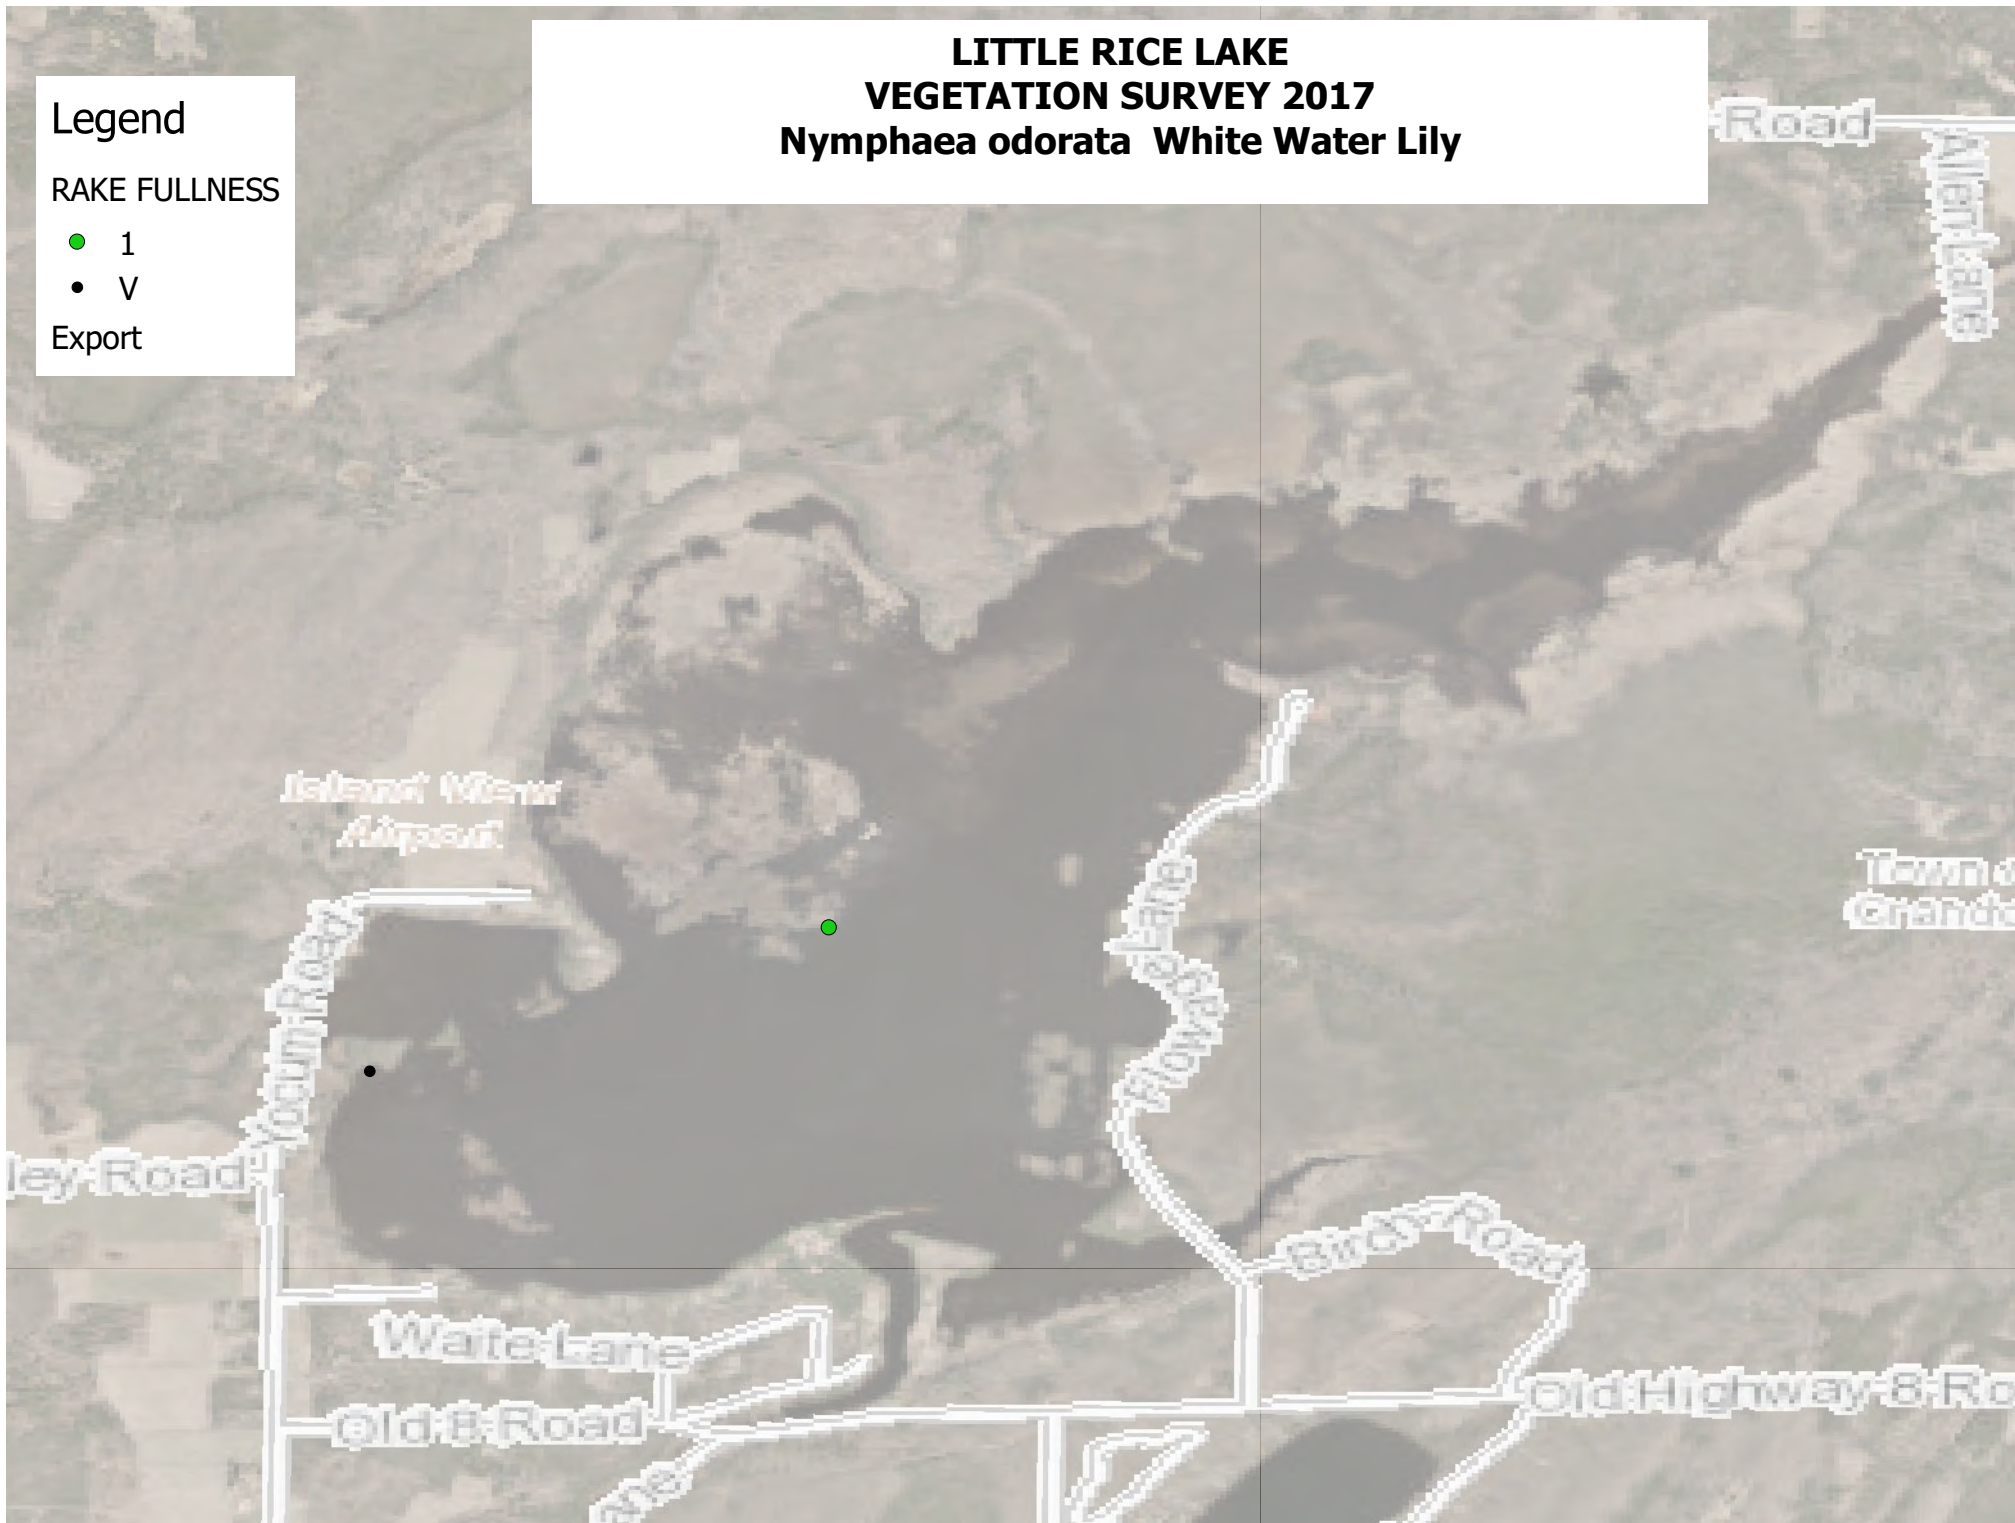 LITTLE RICE LAKE
VEGETATION SURVEY 2017
Nymphaea odorata  White Water Lily
Legend
RAKE FULLNESS
1
V
Export
Road
Allen Lane
Island View
Airport
Town
Yocum Road
Plowe Lane
ley Road
Birch Road
Waite Lane
Old 8 Road
Old Highway 8 Ro